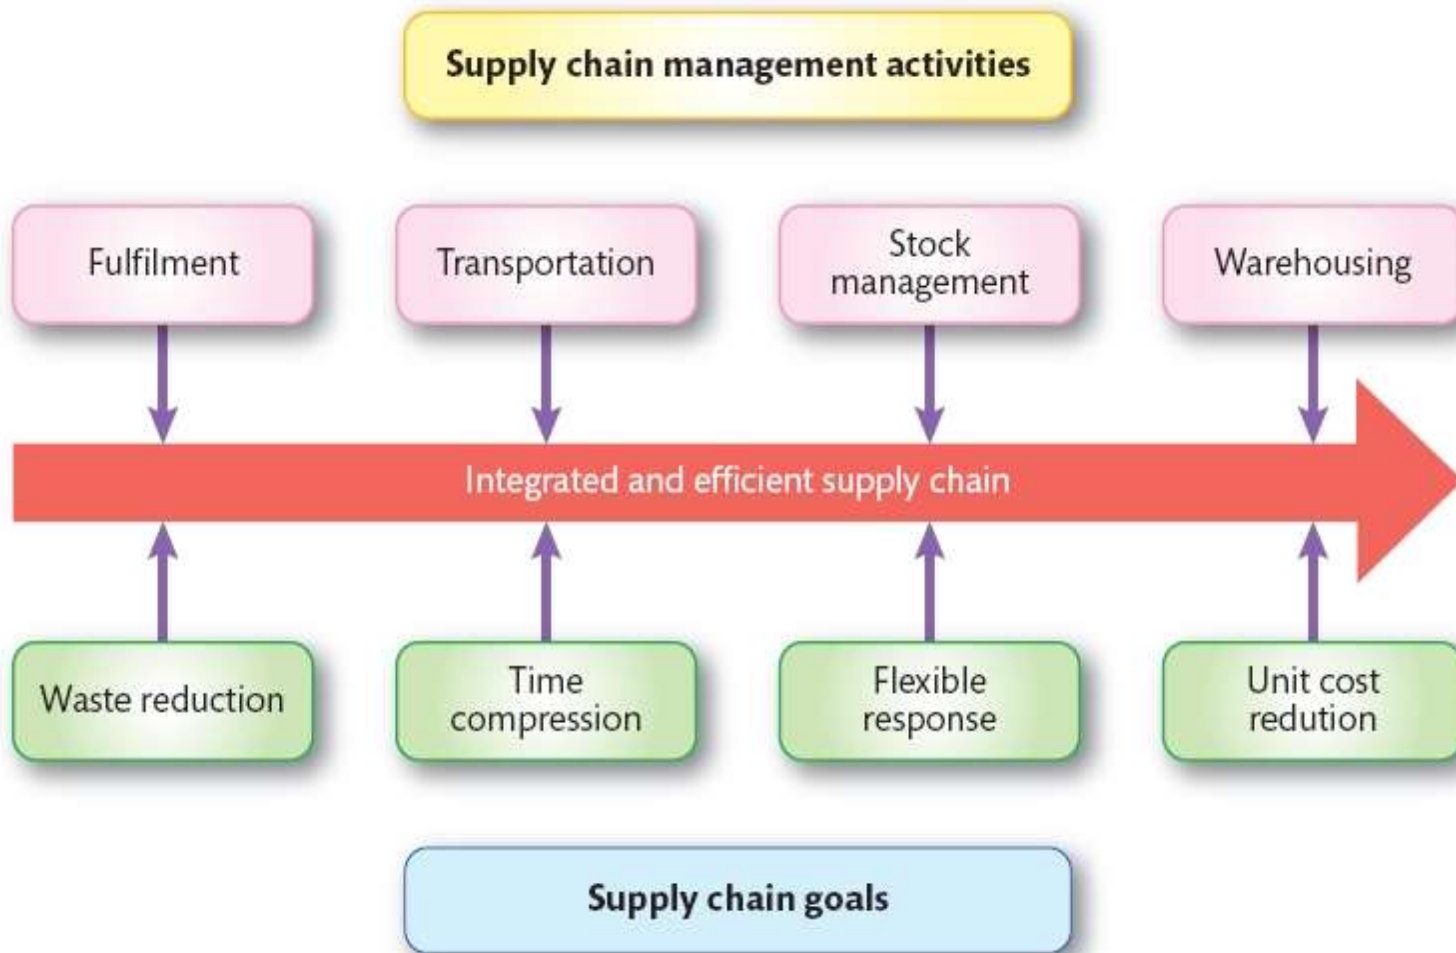 Supply chain management activities
Fulfilment
Transportation
Stock
management
Warehousing
Integrated and efficient supply chain
Waste reduction
Time
compression
Flexible
response
Unit cost
redution
Supply chain goals